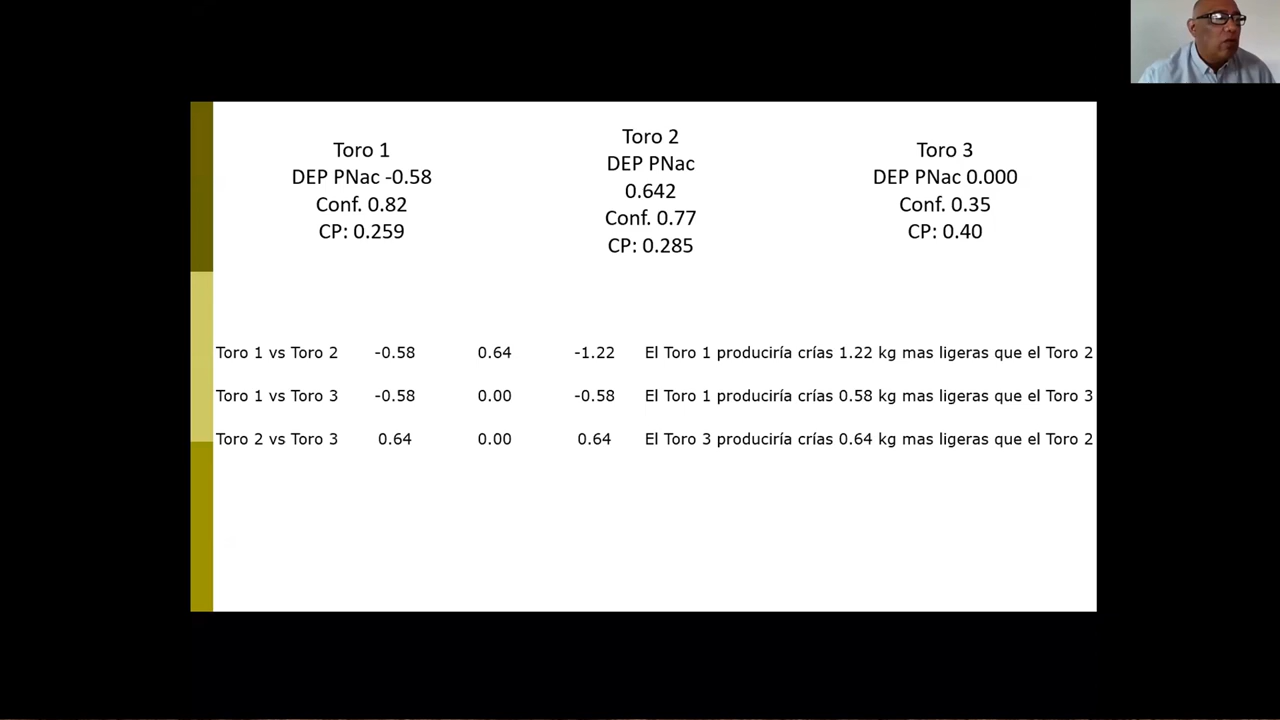 Toro 1
DEP PNac -0.58
Conf. 0.82
CP: 0.259
Toro 2
DEP PNac
0.642
Conf. 0.77
CP: 0.285
Toro 3
DEP PNac 0.000
Conf. 0.35
CP: 0.40
Toro 1 vs Toro 2 -0.58 0.64 -1.22 El Toro 1 produciría crías 1.22 kg mas ligeras que el Toro 2
Toro 1 vs Toro 3 -0.58 0.00 -0.58 El Toro 1 produciría crías 0.58 kg mas ligeras que el Toro 3
Toro 2 vs Toro 3 0.64 0.00 0.64 El Toro 3 produciría crías 0.64 kg mas ligeras que el Toro 2